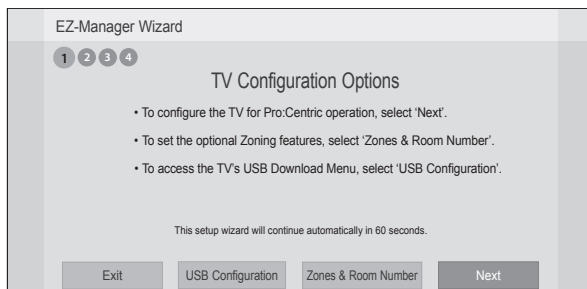 EZ-Manager Wizard
1 2 3 4
TV Configuration Options
• To configure the TV for Pro:Centric operation, select ‘Next’.
• To set the optional Zoning features, select ‘Zones & Room Number’.
• To access the TV’s USB Download Menu, select ‘USB Configuration’.
This setup wizard will continue automatically in 60 seconds.
Exit USB Configuration Zones & Room Number Next